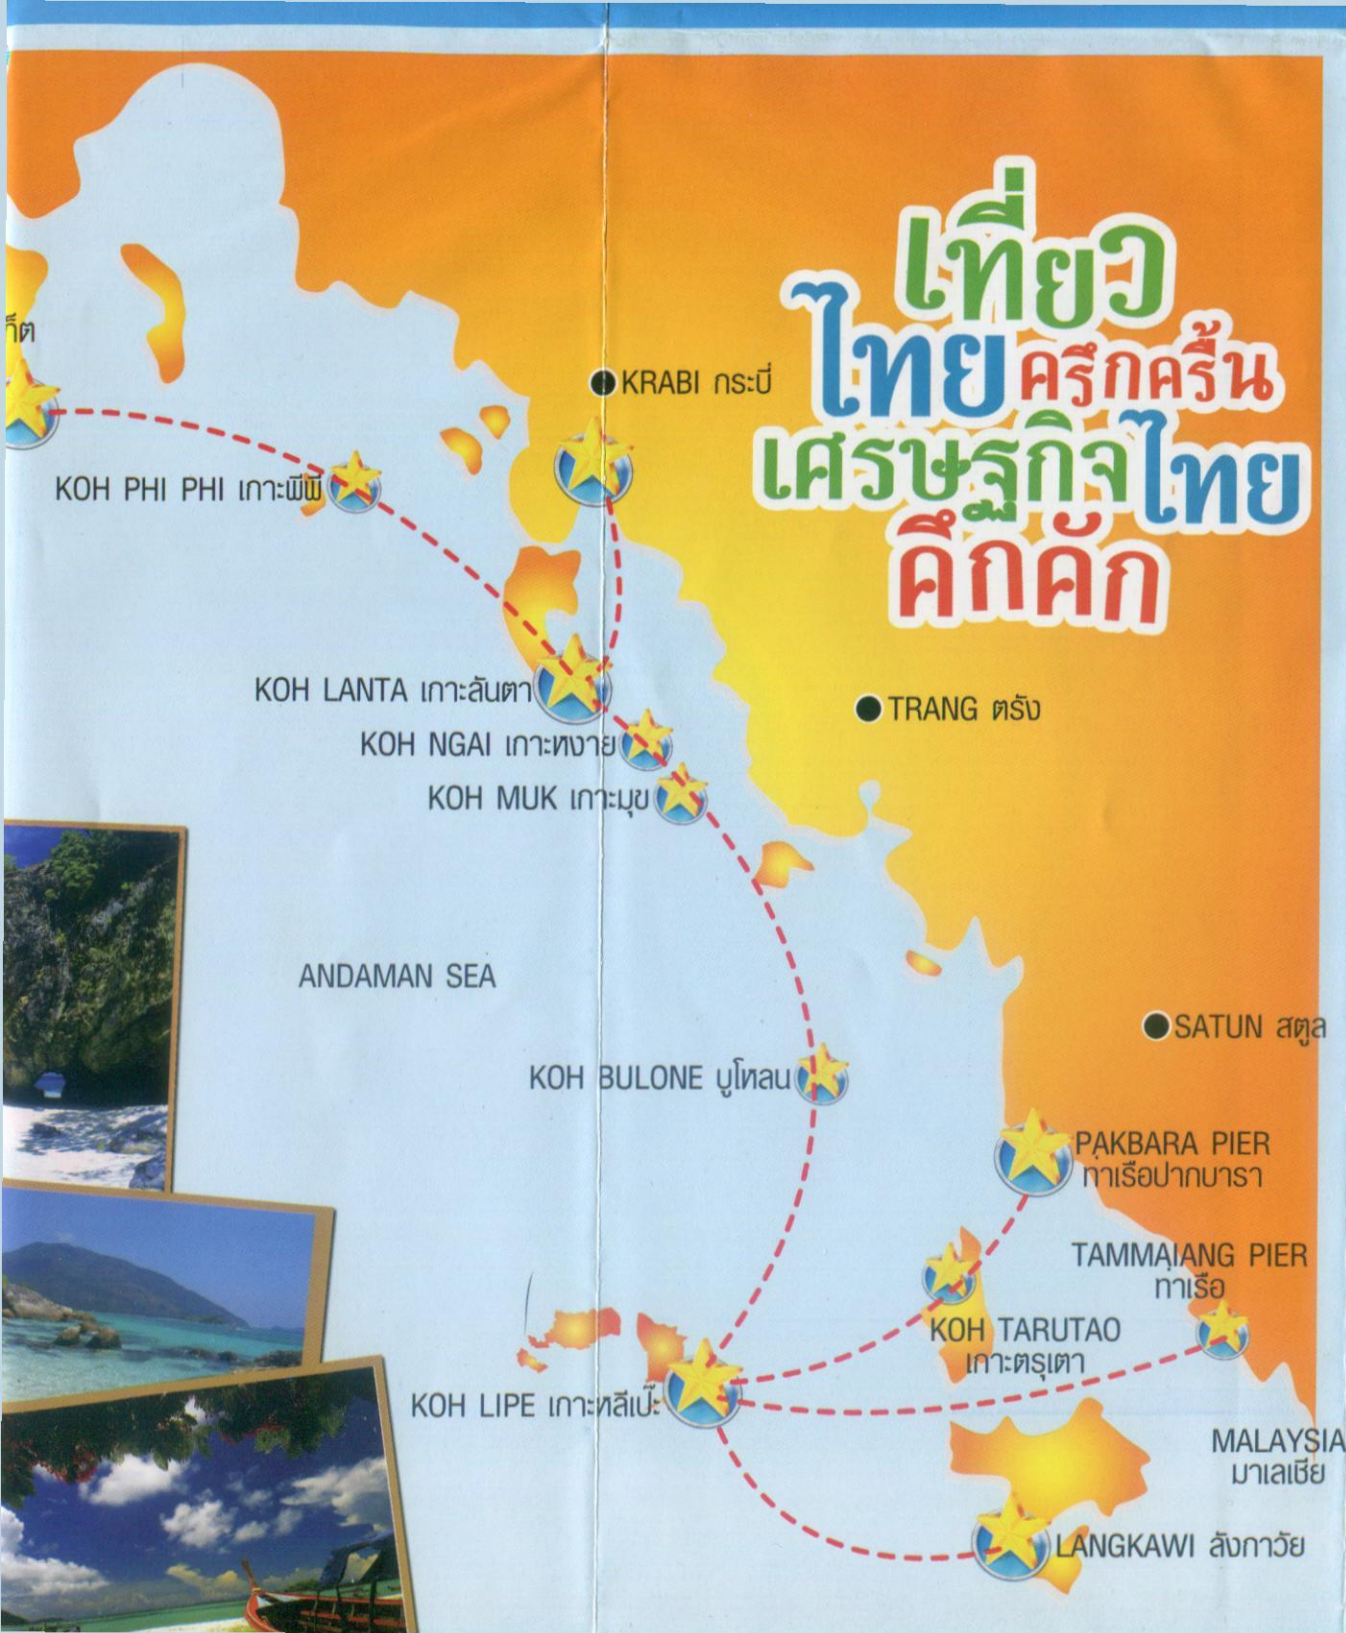 เที่ยว
ไทยครึกครื้น
เศรษฐกิจไทย
คึกคัก
KRABI กระบี่
KOH PHI PHI เกาะพีพี
KOH LANTA เกาะลันตา
TRANG ตรัง
KOH NGAI เกาะหงาย
KOH MUK เกาะมุข
ANDAMAN SEA
SATUN สตูล
KOH BULONE บูโหลน
PAKBARA PIER
ท่าเรือปากบารา
TAMMAIANG PIER
ท่าเรือ
KOH TARUTAO
เกาะตรุเตา
KOH LIPE เกาะหลีเป๊ะ
MALAYSIA
มาเลเซีย
LANGKAWI ลังกาวัย